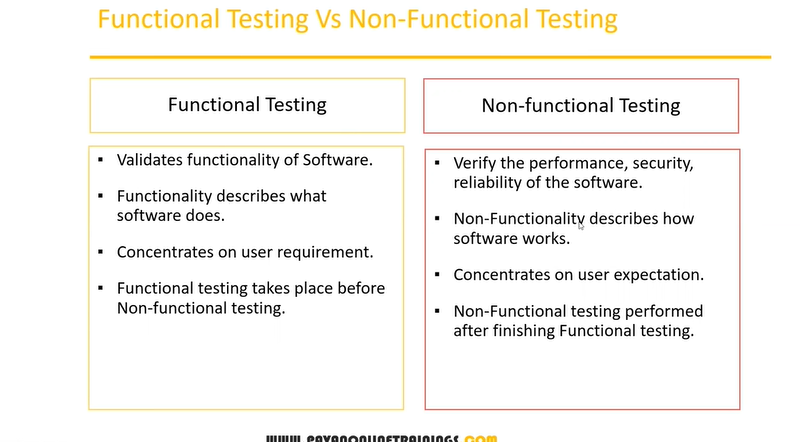 Functional Testing Vs Non-Functional Testing
Functional Testing
▪ Validates functionality of Software.
▪ Functionality describes what
software does.
▪ Concentrates on user requirement.
▪ Functional testing takes place before
Non-functional testing.
Non-functional Testing
▪ Verify the performance, security,
reliability of the software.
▪ Non-Functionality describes how
software works.
▪ Concentrates on user expectation.
▪ Non-Functional testing performed
after finishing Functional testing.
WWW.PAVANONLINETRAININGS.COM